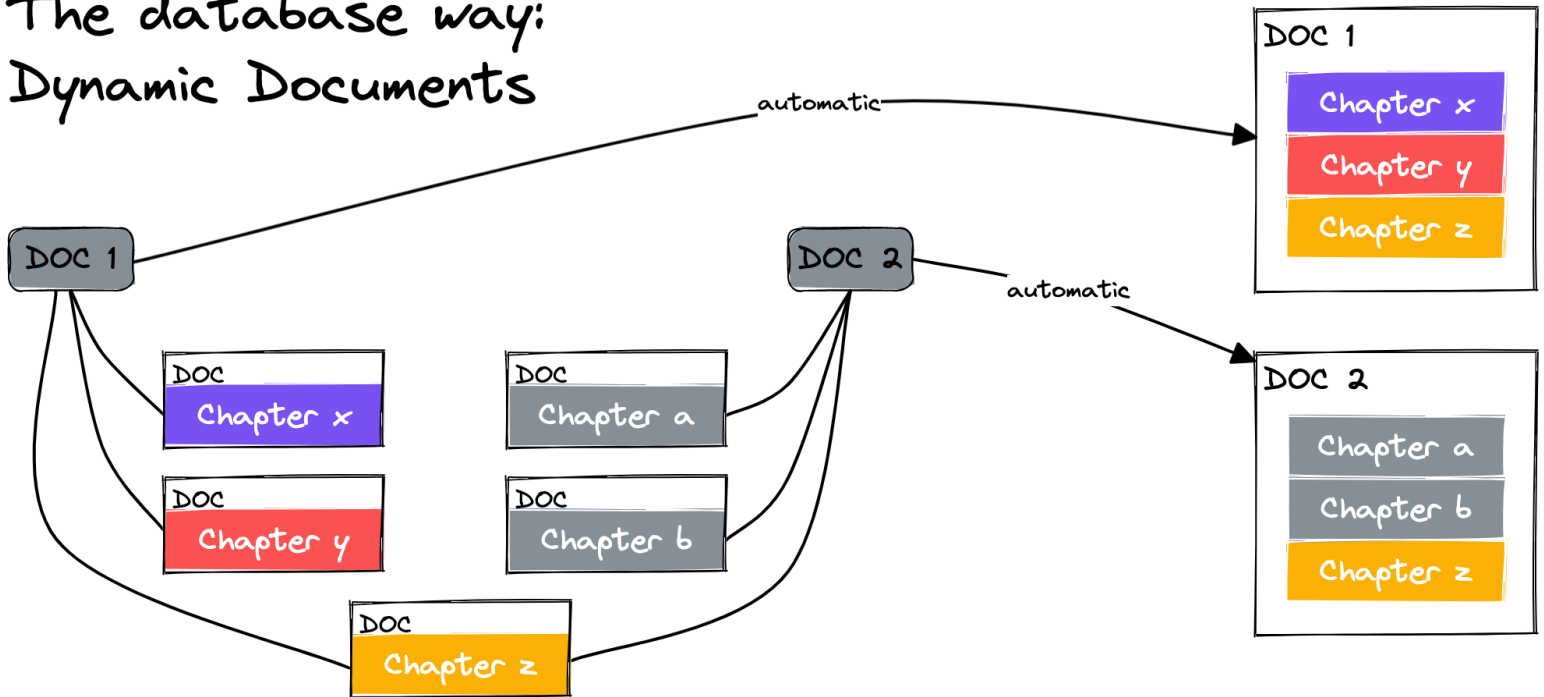 The database way:
Dynamic Documents
automatic
DOC 1
Chapter x
Chapter y
Chapter z
DOC 1
DOC 2
automatic
DOC
Chapter x
DOC
Chapter a
DOC
Chapter y
DOC
Chapter b
DOC
Chapter z
DOC 2
Chapter a
Chapter b
Chapter z